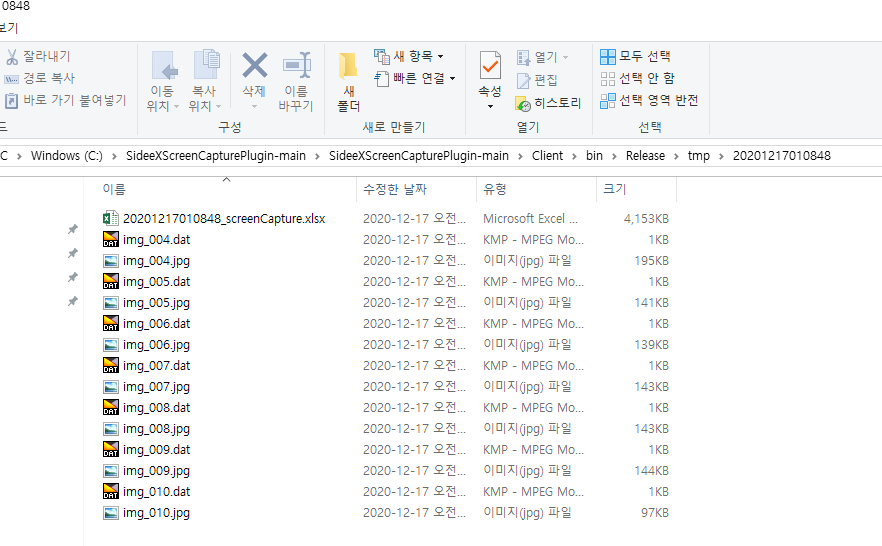 0848
보기
잘라내기
경로 복사
바로 가기 붙여넣기
드
이동 위치
복사 위치
삭제
이름 바꾸기
구성
새 폴더
새 항목
빠른 연결
새로 만들기
속성
열기
편집
히스토리
열기
모두 선택
선택 안 함
선택 영역 반전
선택
C > Windows (C:) > SideeXScreenCapturePlugin-main > SideeXScreenCapturePlugin-main > Client > bin > Release > tmp > 20201217010848
이름 수정한 날짜 유형 크기
20201217010848_screenCapture.xlsx 2020-12-17 오전... Microsoft Excel ... 4,153KB
img_004.dat 2020-12-17 오전... KMP - MPEG Mo... 1KB
img_004.jpg 2020-12-17 오전... 이미지(jpg) 파일 195KB
img_005.dat 2020-12-17 오전... KMP - MPEG Mo... 1KB
img_005.jpg 2020-12-17 오전... 이미지(jpg) 파일 141KB
img_006.dat 2020-12-17 오전... KMP - MPEG Mo... 1KB
img_006.jpg 2020-12-17 오전... 이미지(jpg) 파일 139KB
img_007.dat 2020-12-17 오전... KMP - MPEG Mo... 1KB
img_007.jpg 2020-12-17 오전... 이미지(jpg) 파일 143KB
img_008.dat 2020-12-17 오전... KMP - MPEG Mo... 1KB
img_008.jpg 2020-12-17 오전... 이미지(jpg) 파일 143KB
img_009.dat 2020-12-17 오전... KMP - MPEG Mo... 1KB
img_009.jpg 2020-12-17 오전... 이미지(jpg) 파일 144KB
img_010.dat 2020-12-17 오전... KMP - MPEG Mo... 1KB
img_010.jpg 2020-12-17 오전... 이미지(jpg) 파일 97KB